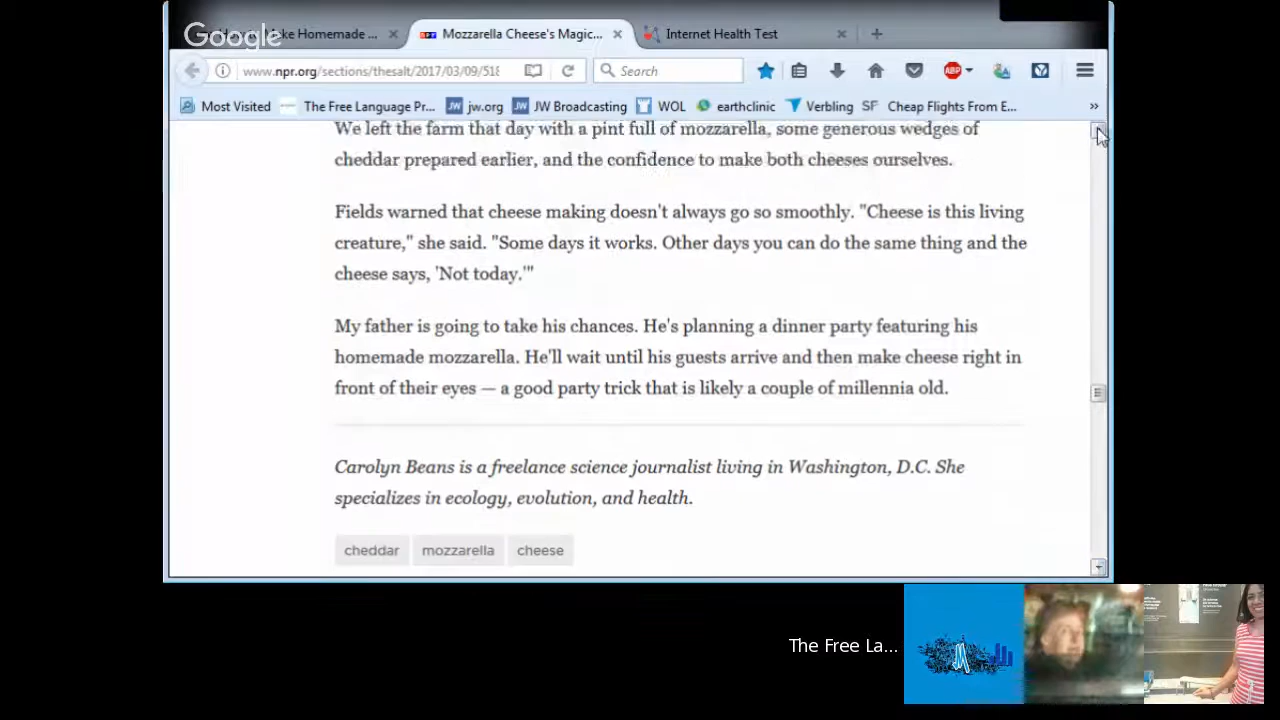 Google
ke Homemade ...
Mozzarella Cheese's Magic...
Internet Health Test
www.npr.org/sections/thesalt/2017/03/09/518
Search
ABP
Most Visited
The Free Language Pr...
JW jw.org
JW JW Broadcasting
WOL
earthclinic
Verbling
SF Cheap Flights From E...
We left the farm that day with a pint full of mozzarella, some generous wedges of
cheddar prepared earlier, and the confidence to make both cheeses ourselves.
Fields warned that cheese making doesn't always go so smoothly. "Cheese is this living
creature," she said. "Some days it works. Other days you can do the same thing and the
cheese says, 'Not today.'"
My father is going to take his chances. He's planning a dinner party featuring his
homemade mozzarella. He'll wait until his guests arrive and then make cheese right in
front of their eyes — a good party trick that is likely a couple of millennia old.
Carolyn Beans is a freelance science journalist living in Washington, D.C. She
specializes in ecology, evolution, and health.
cheddar
mozzarella
cheese
The Free La...